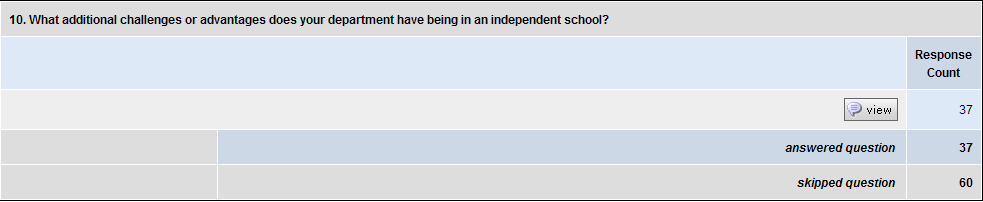 10. What additional challenges or advantages does your department have being in an independent school?
Response
Count
view 37
answered question 37
skipped question 60